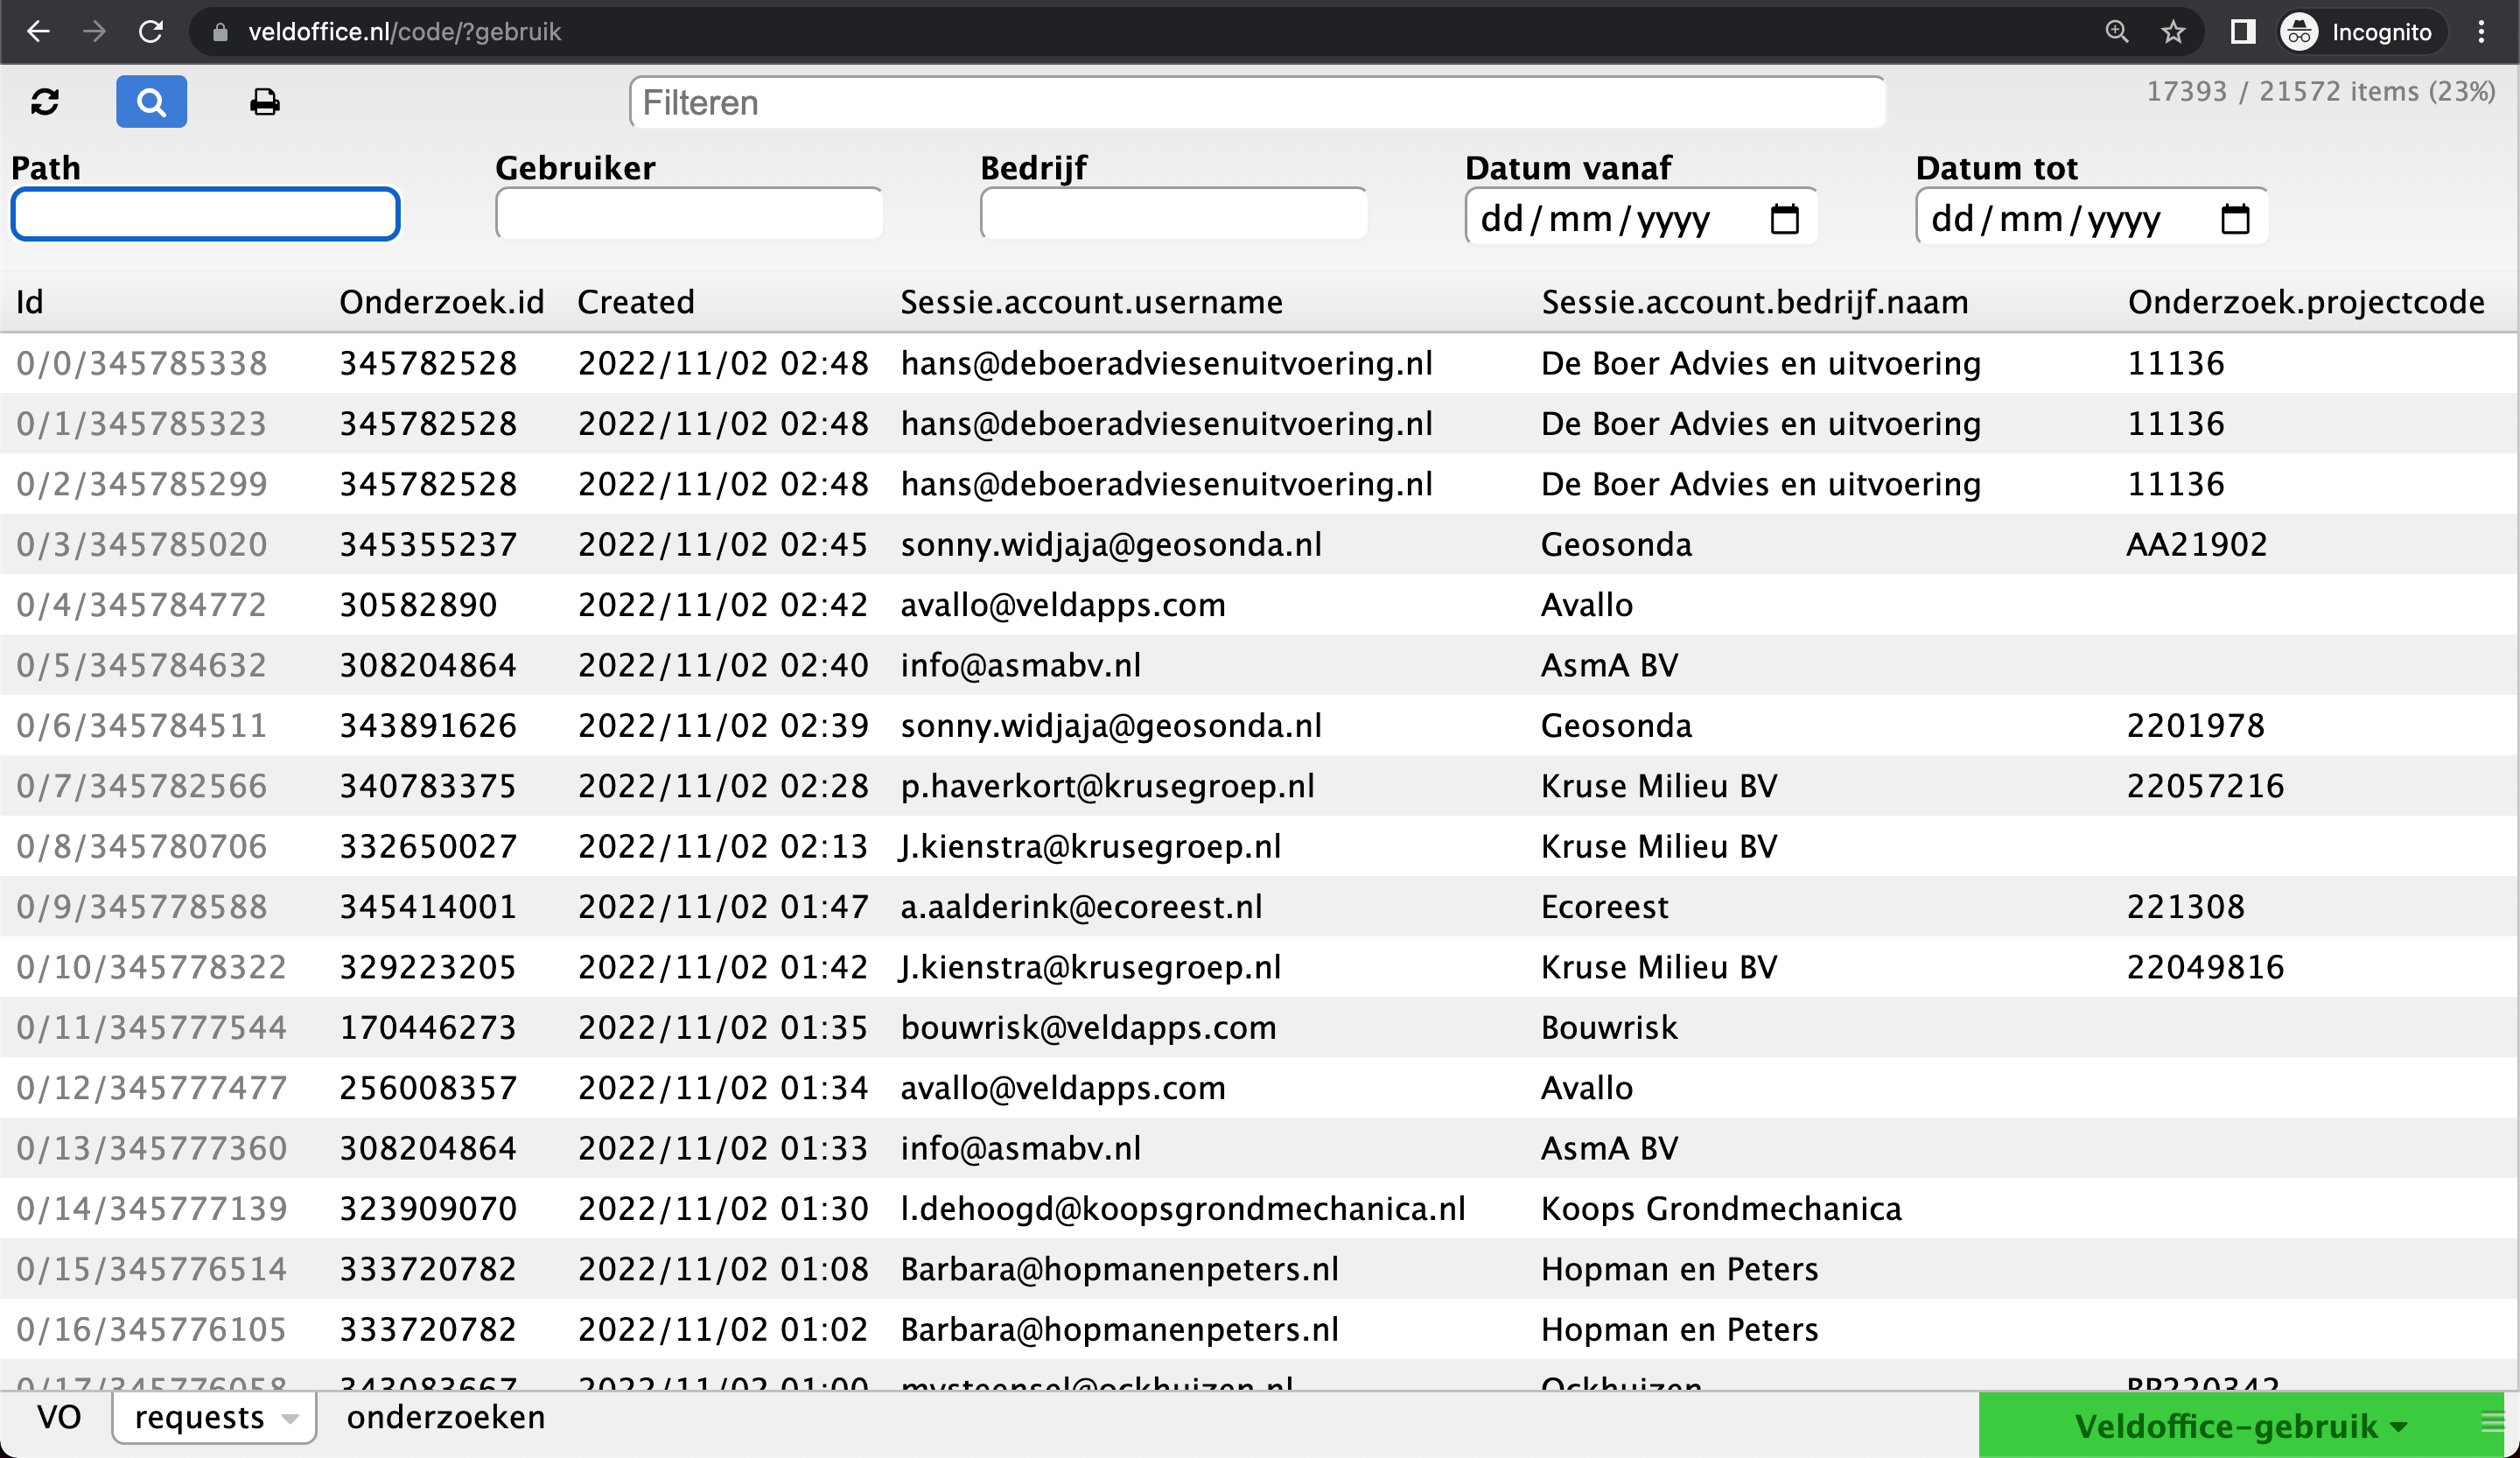 veldoffice.nl/code/?gebruik Incognito
Filteren 17393 / 21572 items (23%)
Path Gebruiker Bedrijf Datum vanaf Datum tot
dd/mm/yyyy dd/mm/yyyy
Id Onderzoek.id Created Sessie.account.username Sessie.account.bedrijf.naam Onderzoek.projectcode
0/0/345785338 345782528 2022/11/02 02:48 hans@deboeradviesenuitvoering.nl De Boer Advies en uitvoering 11136
0/1/345785323 345782528 2022/11/02 02:48 hans@deboeradviesenuitvoering.nl De Boer Advies en uitvoering 11136
0/2/345785299 345782528 2022/11/02 02:48 hans@deboeradviesenuitvoering.nl De Boer Advies en uitvoering 11136
0/3/345785020 345355237 2022/11/02 02:45 sonny.widjaja@geosonda.nl Geosonda AA21902
0/4/345784772 30582890 2022/11/02 02:42 avallo@veldapps.com Avallo
0/5/345784632 308204864 2022/11/02 02:40 info@asmabv.nl AsmA BV
0/6/345784511 343891626 2022/11/02 02:39 sonny.widjaja@geosonda.nl Geosonda 2201978
0/7/345782566 340783375 2022/11/02 02:28 p.haverkort@krusegroep.nl Kruse Milieu BV 22057216
0/8/345780706 332650027 2022/11/02 02:13 J.kienstra@krusegroep.nl Kruse Milieu BV
0/9/345778588 345414001 2022/11/02 01:47 a.aalderink@ecoreest.nl Ecoreest 221308
0/10/345778322 329223205 2022/11/02 01:42 J.kienstra@krusegroep.nl Kruse Milieu BV 22049816
0/11/345777544 170446273 2022/11/02 01:35 bouwrisk@veldapps.com Bouwrisk
0/12/345777477 256008357 2022/11/02 01:34 avallo@veldapps.com Avallo
0/13/345777360 308204864 2022/11/02 01:33 info@asmabv.nl AsmA BV
0/14/345777139 323909070 2022/11/02 01:30 l.dehoogd@koopsgrondmechanica.nl Koops Grondmechanica
0/15/345776514 333720782 2022/11/02 01:08 Barbara@hopmanenpeters.nl Hopman en Peters
0/16/345776105 333720782 2022/11/02 01:02 Barbara@hopmanenpeters.nl Hopman en Peters
0/17/345776058 343083667 2022/11/02 01:00 Ockhuizen
VO requests onderzoeken Veldoffice-gebruik